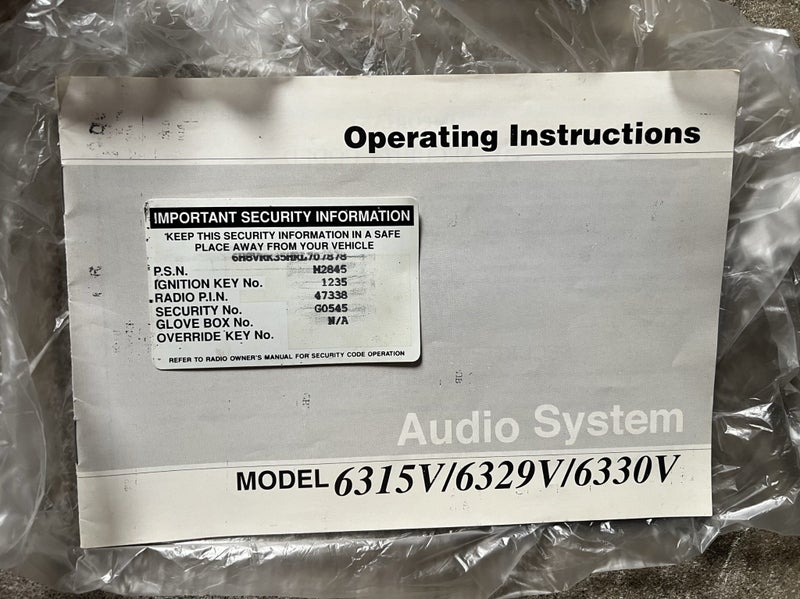 Operating Instructions
IMPORTANT SECURITY INFORMATION
KEEP THIS SECURITY INFORMATION IN A SAFE
PLACE AWAY FROM YOUR VEHICLE
6H8VRK35HRL707878
P.S.N. M2845
IGNITION KEY No. 1235
RADIO P.I.N. 47338
SECURITY No. G0545
GLOVE BOX No. N/A
OVERRIDE KEY No.
REFER TO RADIO OWNER'S MANUAL FOR SECURITY CODE OPERATION
Audio System
MODEL 6315V/6329V/6330V